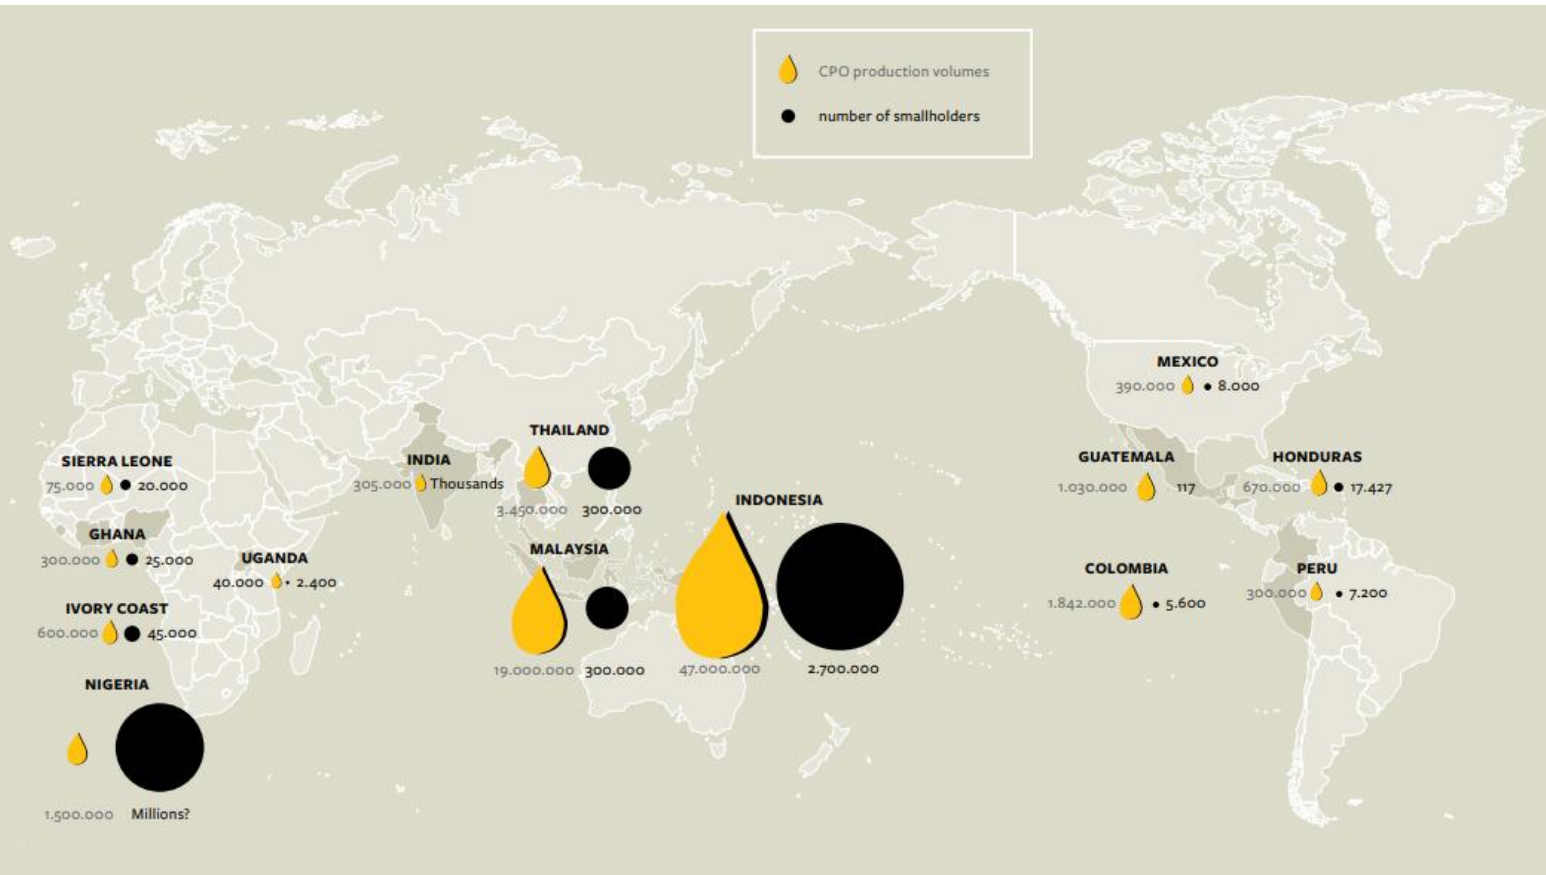 CPO production volumes
number of smallholders
MEXICO
390.000 8.000
THAILAND
3.450.000 300.000
SIERRA LEONE
75.000 20.000
INDIA
305.000 Thousands
GUATEMALA
1.030.000 117
HONDURAS
670.000 17.427
INDONESIA
47.000.000 2.700.000
GHANA
300.000 25.000
UGANDA
40.000 2.400
MALAYSIA
19.000.000 300.000
COLOMBIA
1.842.000 5.600
PERU
300.000 7.200
IVORY COAST
600.000 45.000
NIGERIA
1.500.000 Millions?